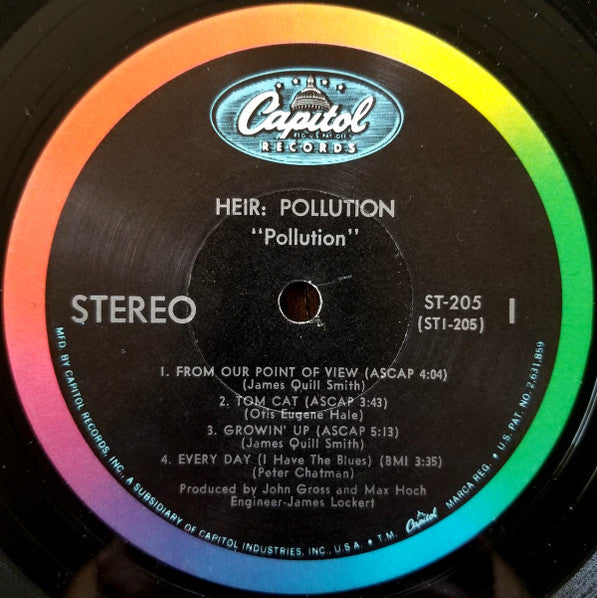 Capitol
REG. U.S. PAT. OFF.
RECORDS
HEIR: POLLUTION
"Pollution"
STEREO
ST-205
(ST1-205)
1
1. FROM OUR POINT OF VIEW (ASCAP 4:04)
(James Quill Smith)
2. TOM CAT (ASCAP 3:43)
(Otis Eugene Hale)
3. GROWIN' UP (ASCAP 5:13)
(James Quill Smith)
4. EVERY DAY (I Have The Blues) (BMI 3:35)
(Peter Chatman)
Produced by John Gross and Max Hoch
Engineer-James Lockert
MFD. BY CAPITOL RECORDS, INC., A SUBSIDIARY OF CAPITOL INDUSTRIES, INC., U.S.A. • T.M. Capitol MARCA REG. • U.S. PAT. NO. 2,631,859